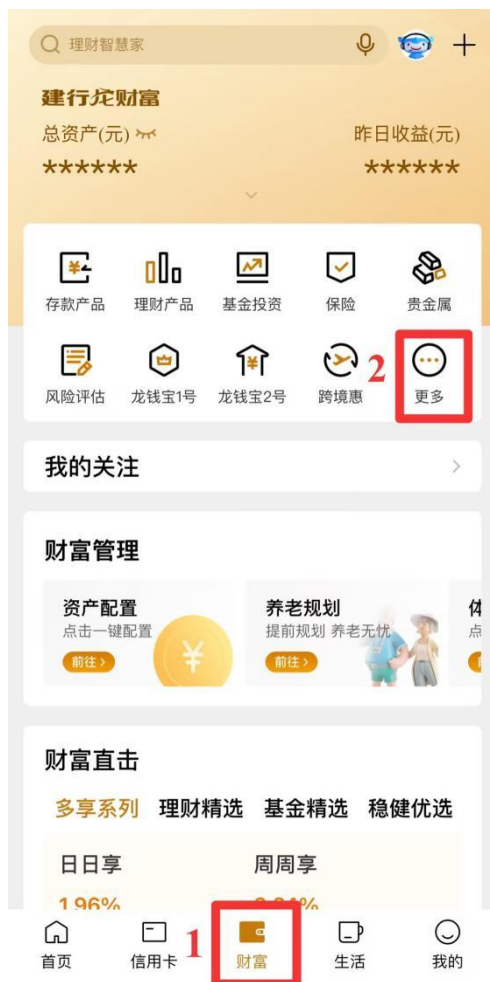 理财智慧家
建行龙财富
总资产(元)
昨日收益(元)
******
******
存款产品 理财产品 基金投资 保险 贵金属
风险评估 龙钱宝1号 龙钱宝2号 跨境惠 2 更多
我的关注
财富管理
资产配置 养老规划 体
点击一键配置 提前规划 养老无忧 点
前往> 前往>
财富直击
多享系列 理财精选 基金精选 稳健优选
日日享 周周享
1.96%
1
首页 信用卡 财富 生活 我的